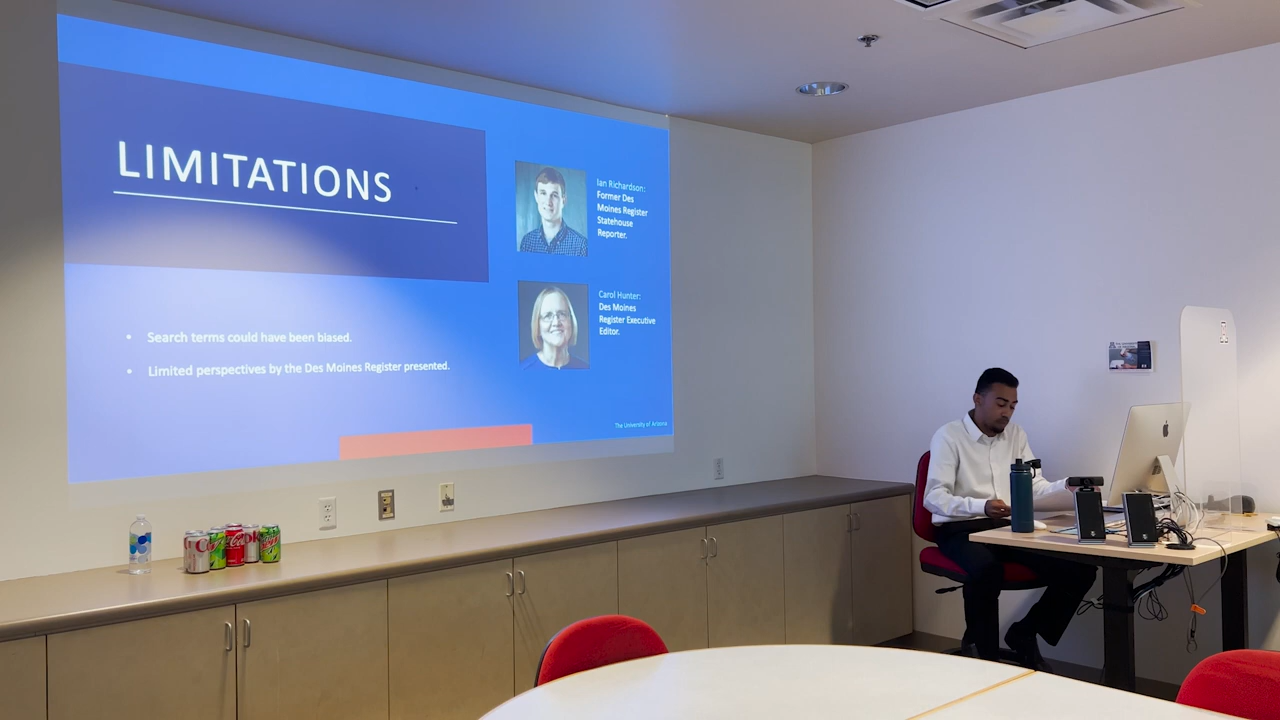 LIMITATIONS
Ian Richardson:
Former Des
Moines Register
Statehouse
Reporter.
Carol Hunter:
Des Moines
Register Executive
Editor.
• Search terms could have been biased.
• Limited perspectives by the Des Moines Register presented.
The University of Arizona